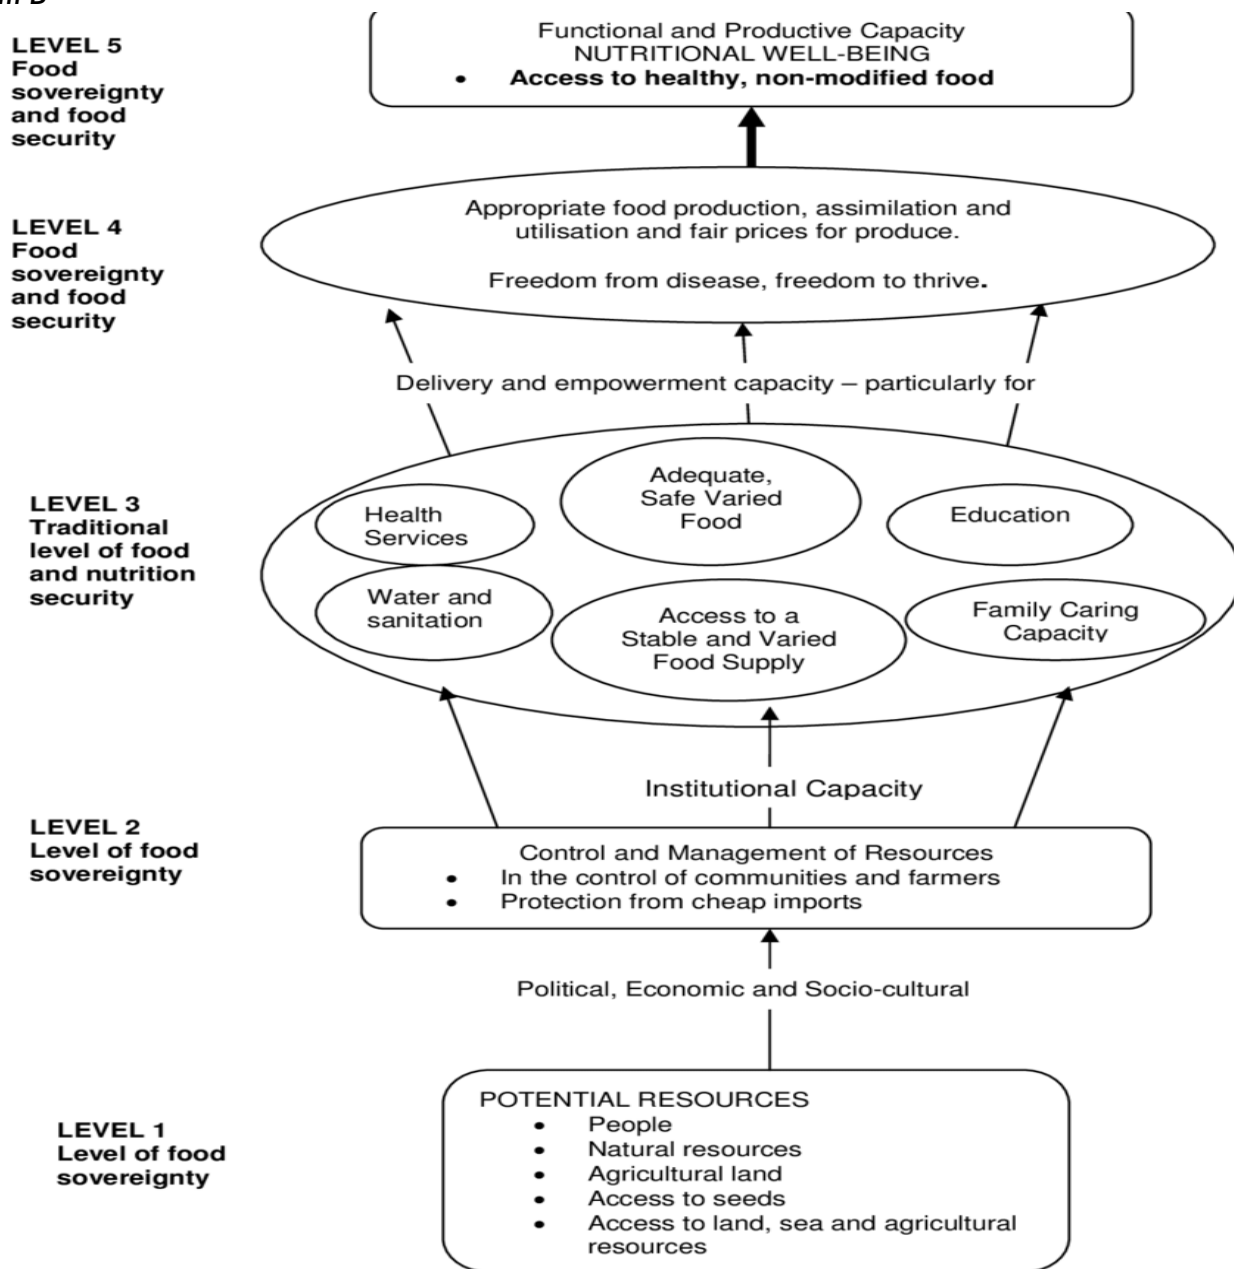 LEVEL 5
Food
sovereignty
and food
security
Functional and Productive Capacity
NUTRITIONAL WELL-BEING
• Access to healthy, non-modified food
LEVEL 4
Food
sovereignty
and food
security
Appropriate food production, assimilation and
utilisation and fair prices for produce.
Freedom from disease, freedom to thrive.
Delivery and empowerment capacity – particularly for
LEVEL 3
Traditional
level of food
and nutrition
security
Health
Services
Adequate,
Safe Varied
Food
Education
Water and
sanitation
Access to a
Stable and Varied
Food Supply
Family Caring
Capacity
Institutional Capacity
LEVEL 2
Level of food
sovereignty
Control and Management of Resources
• In the control of communities and farmers
• Protection from cheap imports
Political, Economic and Socio-cultural
LEVEL 1
Level of food
sovereignty
POTENTIAL RESOURCES
• People
• Natural resources
• Agricultural land
• Access to seeds
• Access to land, sea and agricultural
resources